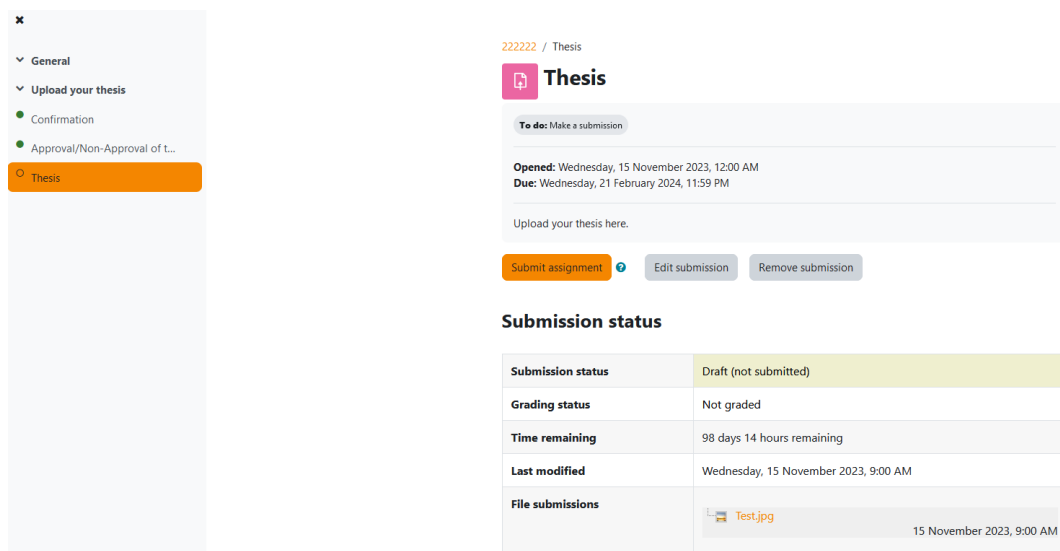 General
Upload your thesis
Confirmation
Approval/Non-Approval of t...
Thesis
222222 / Thesis
Thesis
To do: Make a submission
Opened: Wednesday, 15 November 2023, 12:00 AM
Due: Wednesday, 21 February 2024, 11:59 PM
Upload your thesis here.
Submit assignment ? Edit submission Remove submission
Submission status
Submission status Draft (not submitted)
Grading status Not graded
Time remaining 98 days 14 hours remaining
Last modified Wednesday, 15 November 2023, 9:00 AM
File submissions
Test.jpg
15 November 2023, 9:00 AM